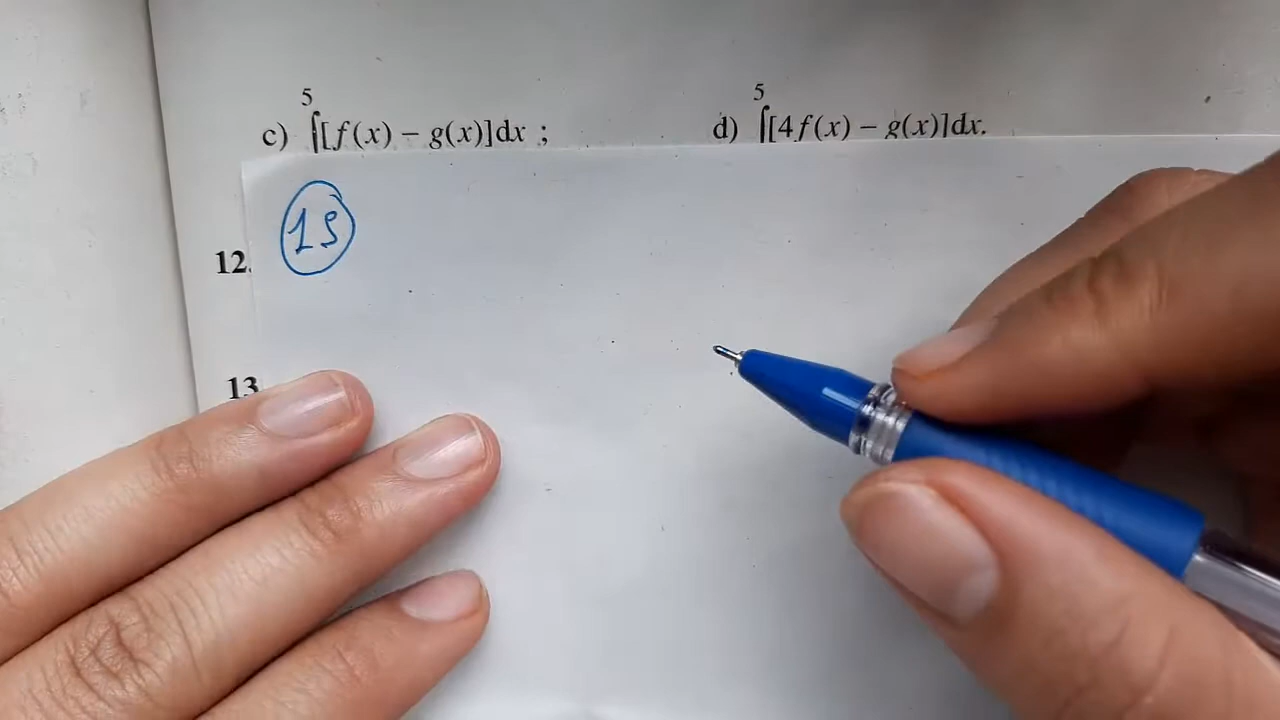 5 5
c) ∫[f(x) − g(x)]dx ; d) ∫[4f(x) − g(x)]dx.
15
12.
13